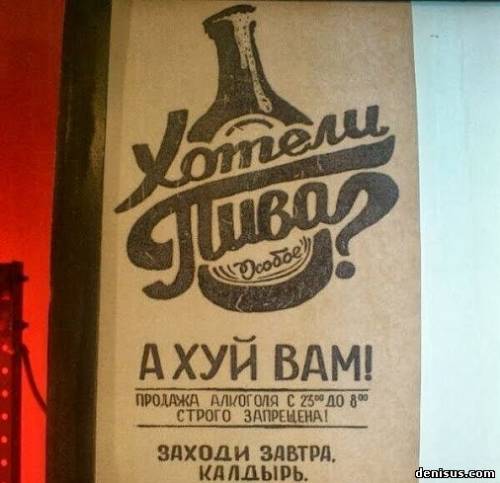 Хотели
Пива?
Особое
А ХУЙ ВАМ!
ПРОДАЖА АЛКОГОЛЯ С 23⁰⁰ ДО 8⁰⁰
СТРОГО ЗАПРЕЩЕНА!
ЗАХОДИ ЗАВТРА,
КАЛДЫРЬ.
denisus.com